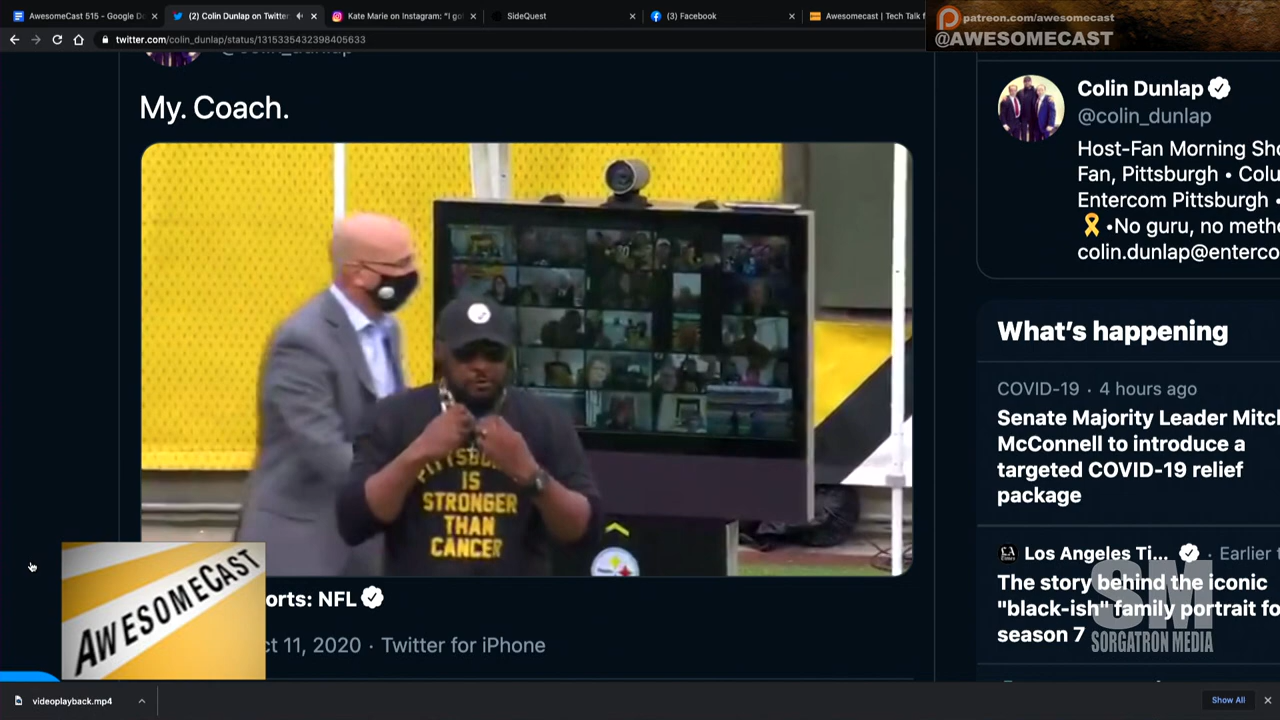 AwesomeCast 515 - Google D
(2) Colin Dunlap on Twitter
Kate Marie on Instagram: "I go
SideQuest
(3) Facebook
Awesomecast | Tech Talk
patreon.com/awesomecast
@AWESOMECAST
twitter.com/colin_dunlap/status/1315335432398405633
@colin_dunlap
My. Coach.
PITTSBU
IS
STRONGER
THAN
CANCER
orts: NFL
ct 11, 2020 · Twitter for iPhone
AWESOMECAST
Colin Dunlap
@colin_dunlap
Host-Fan Morning Sho
Fan, Pittsburgh • Colu
Entercom Pittsburgh •
•No guru, no metho
colin.dunlap@enterco
What's happening
COVID-19 · 4 hours ago
Senate Majority Leader Mitc
McConnell to introduce a
targeted COVID-19 relief
package
Los Angeles Ti... · Earlier
The story behind the iconic
"black-ish" family portrait fo
season 7
SM
SORGATRON MEDIA
videoplayback.mp4
Show All